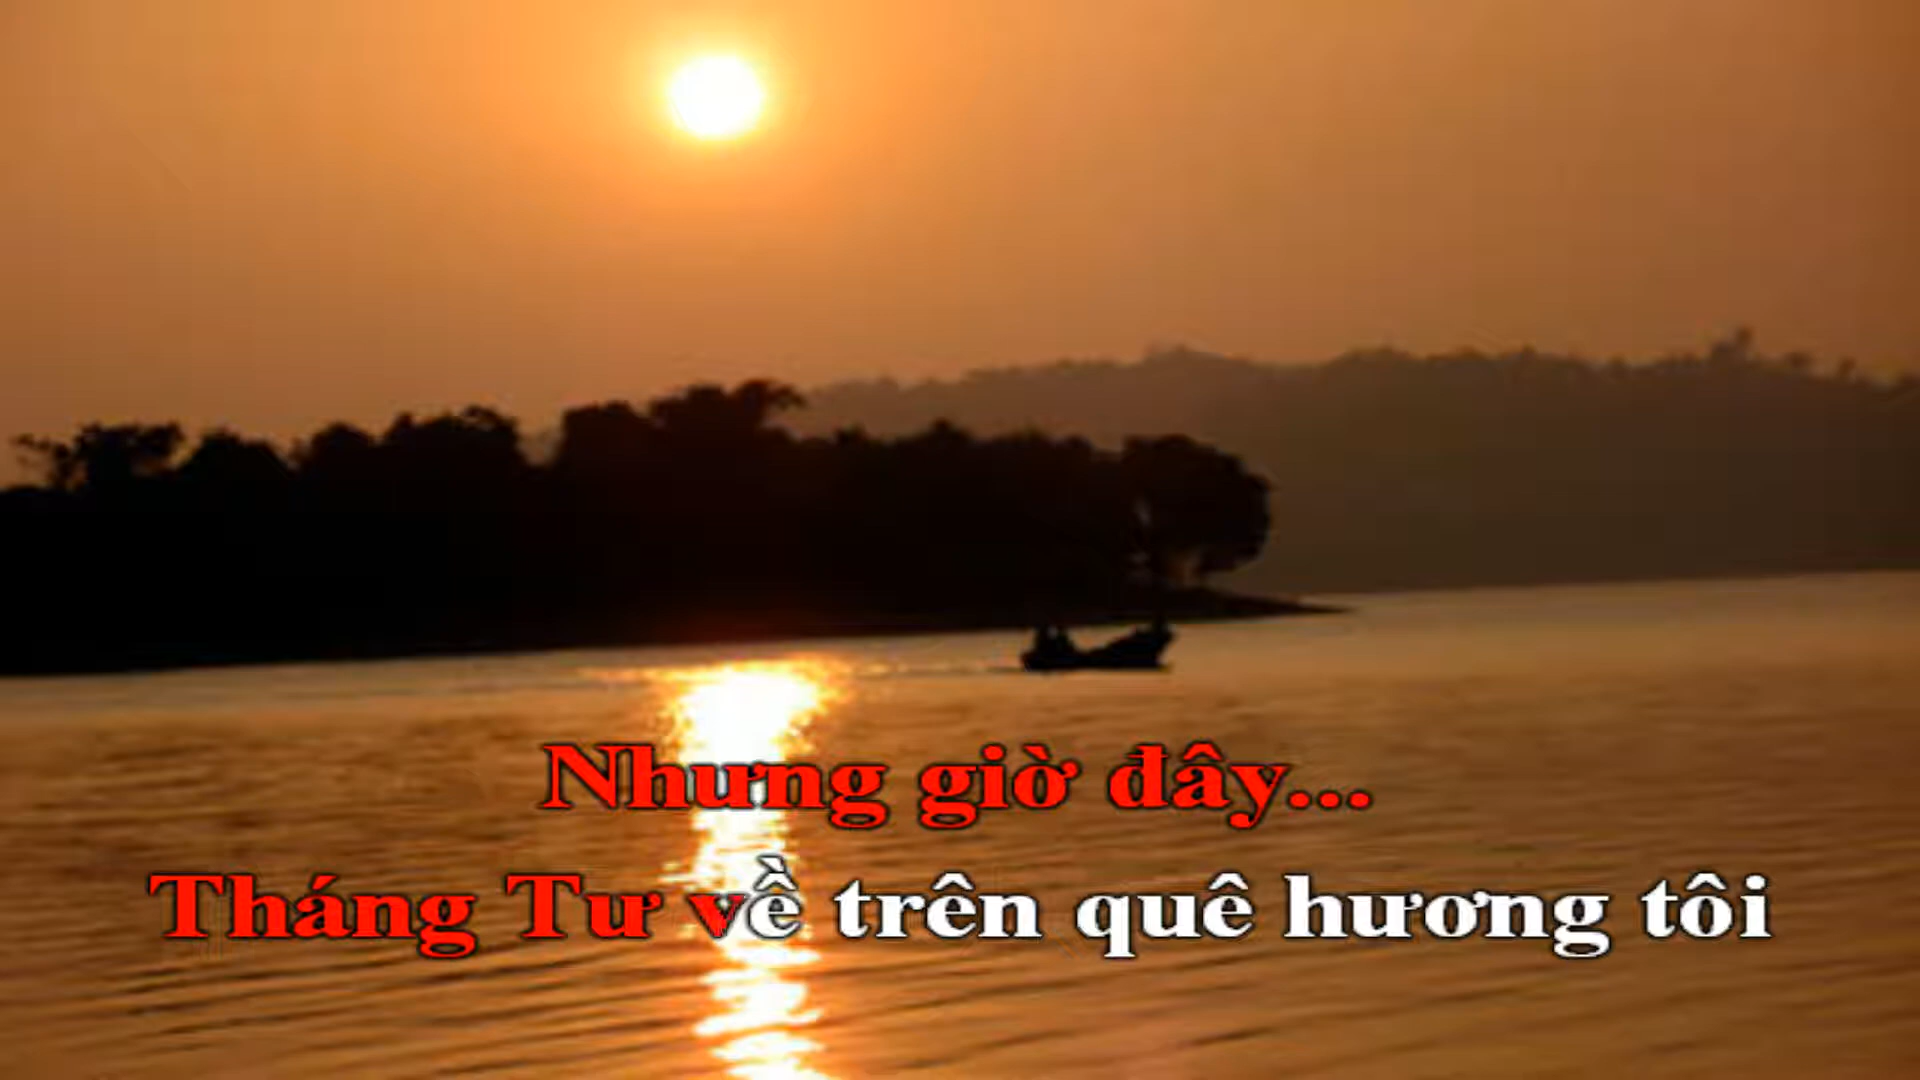 Nhưng giờ đây...
Tháng Tư về trên quê hương tôi